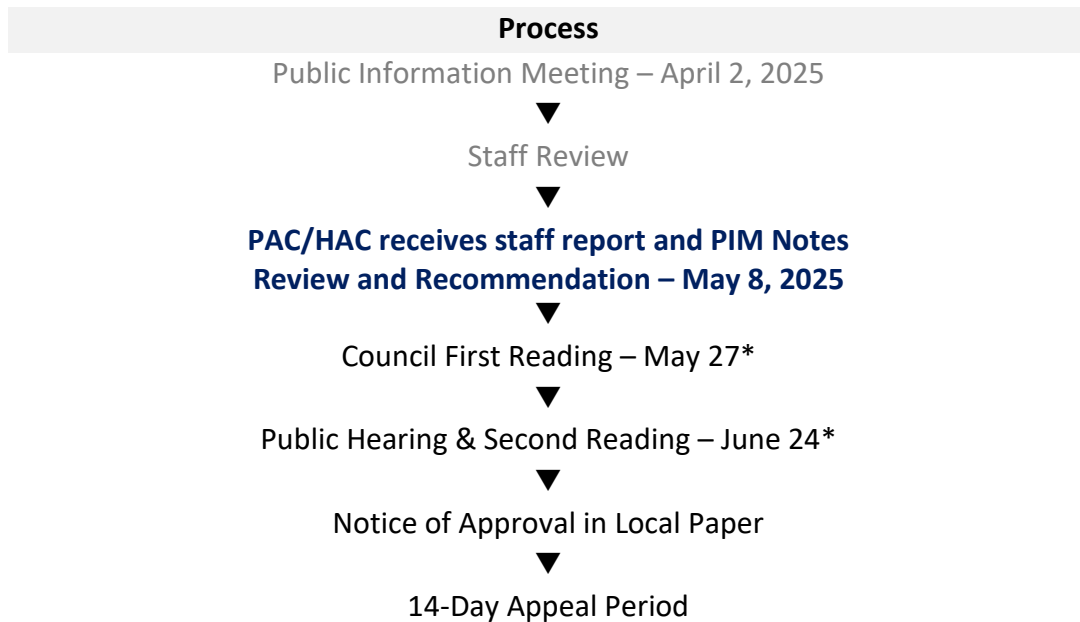 Process
Public Information Meeting – April 2, 2025
Staff Review
PAC/HAC receives staff report and PIM Notes
Review and Recommendation – May 8, 2025
Council First Reading – May 27*
Public Hearing & Second Reading – June 24*
Notice of Approval in Local Paper
14-Day Appeal Period